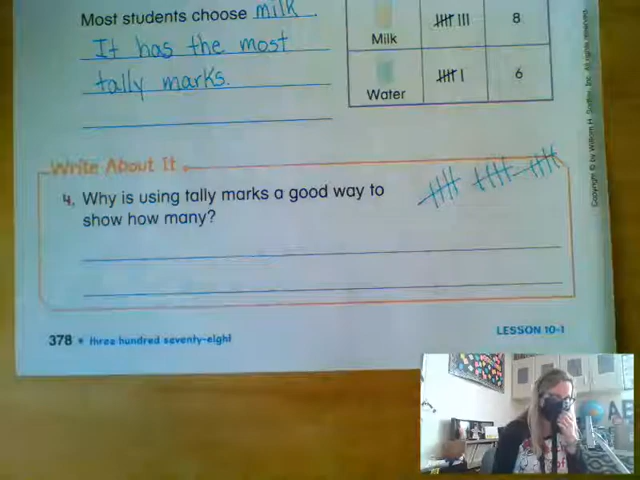 Most students choose milk.
It has the most
tally marks.
Milk 8
Water 6
Write About It
4. Why is using tally marks a good way to
show how many?
378 • three hundred seventy-eight
LESSON 10-1